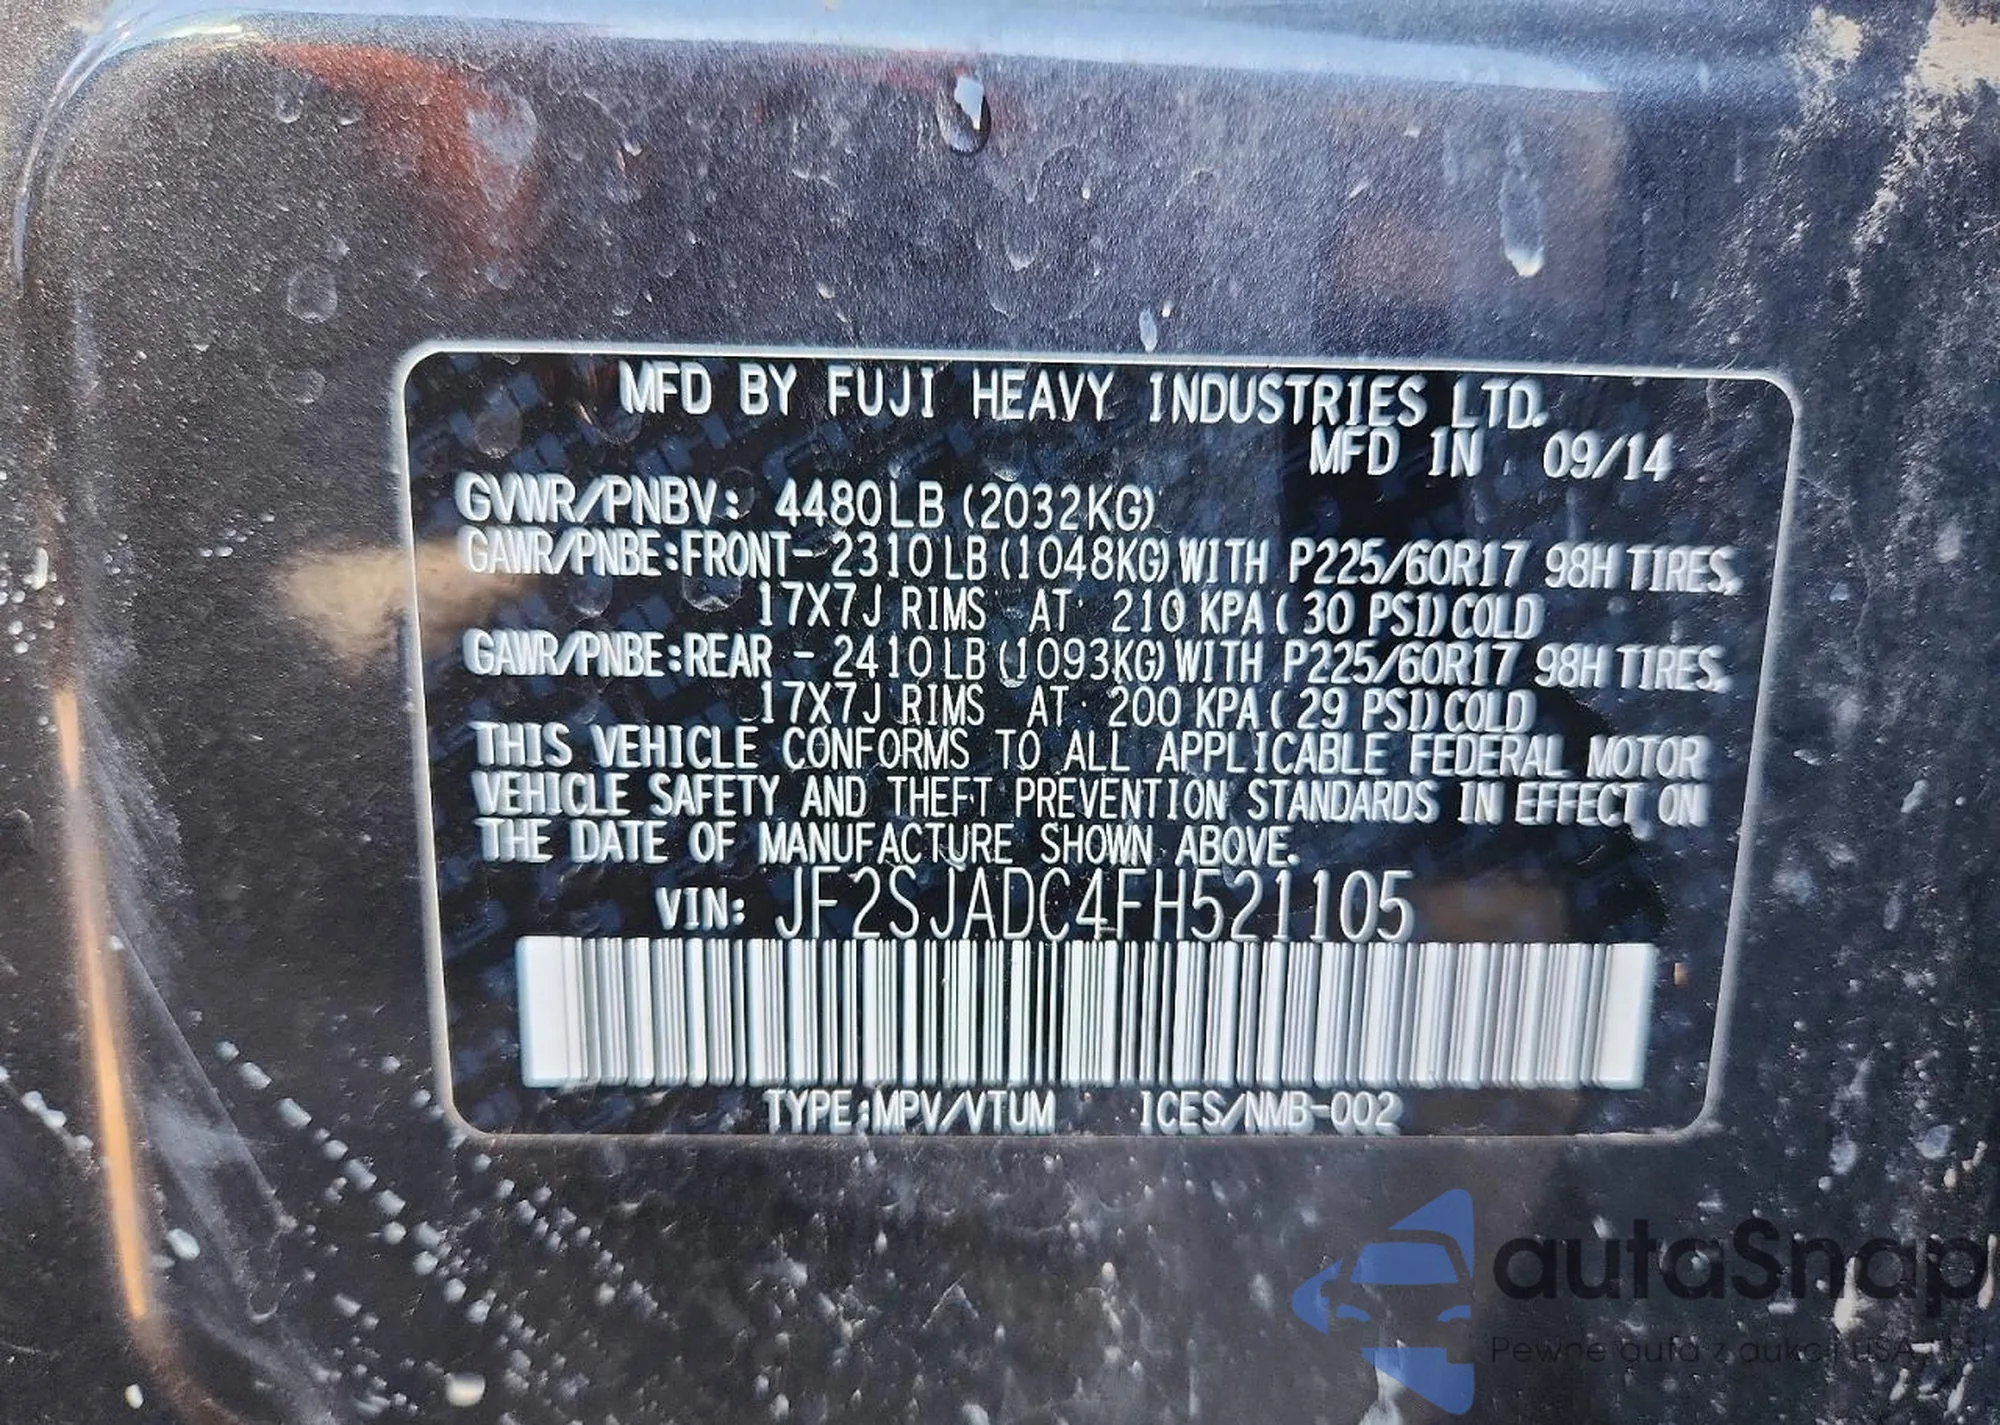 MFD BY FUJI HEAVY INDUSTRIES LTD.
MFD IN 09/14
GVWR/PNBV: 4480LB (2032KG)
GAWR/PNBE:FRONT- 2310LB (1048KG) WITH P225/60R17 98H TIRES,
17X7J RIMS AT 210 KPA ( 30 PSI) COLD
GAWR/PNBE:REAR - 2410LB (1093KG) WITH P225/60R17 98H TIRES,
17X7J RIMS AT 200 KPA ( 29 PSI) COLD
THIS VEHICLE CONFORMS TO ALL APPLICABLE FEDERAL MOTOR
VEHICLE SAFETY AND THEFT PREVENTION STANDARDS IN EFFECT ON
THE DATE OF MANUFACTURE SHOWN ABOVE.
VIN: JF2SJADC4FH521105
TYPE:MPV/VTUM ICES/NMB-002
autaSnap
Pewne auta z aukcji USA